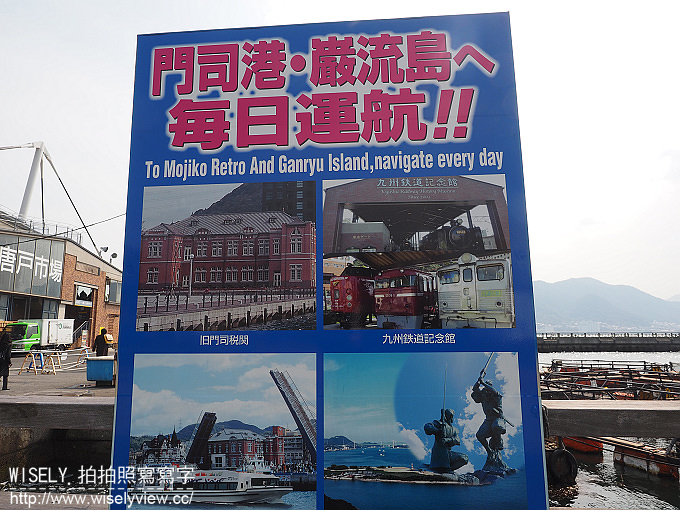 門司港・巌流島へ
毎日運航!!
To Mojiko Retro And Ganryu Island,navigate every day
九州鉄道記念館
旧門司税関
九州鉄道記念館
唐戸市場
WISELY. 拍拍照寫寫字
http://www.wiselyview.cc/